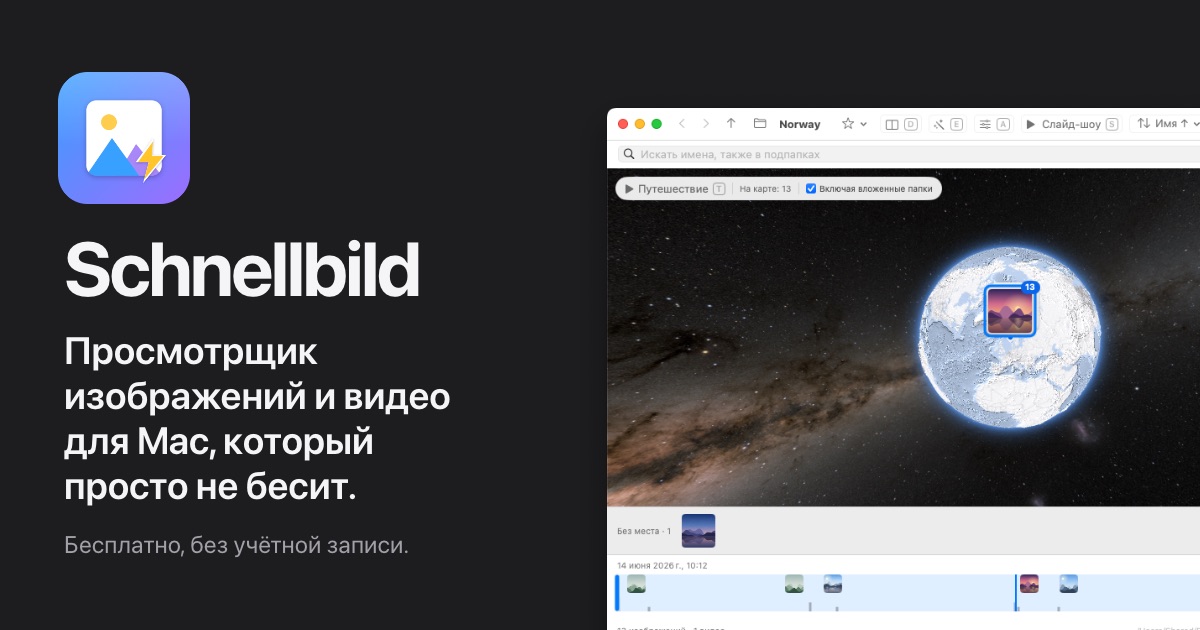 Schnellbild
Просмотрщик
изображений и видео
для Mac, который
просто не бесит.
Бесплатно, без учётной записи.
Norway
D
E
A
Слайд-шоу S
Имя
Искать имена, также в подпапках
Путешествие T
На карте: 13
Включая вложенные папки
13
Без места · 1
14 июня 2026 г., 10:12